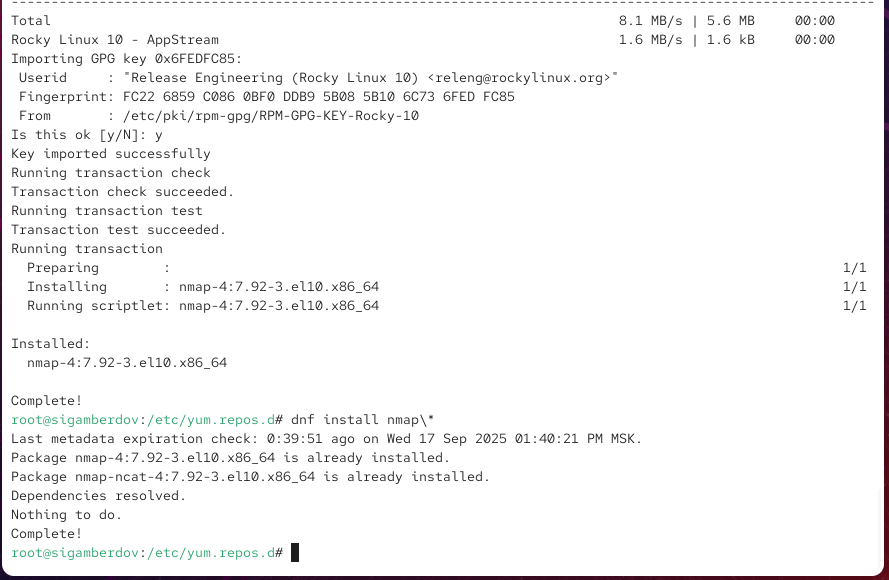 --------------------------------------------------------------------------------
Total 8.1 MB/s | 5.6 MB 00:00
Rocky Linux 10 - AppStream 1.6 MB/s | 1.6 kB 00:00
Importing GPG key 0x6FEDFC85:
 Userid     : "Release Engineering (Rocky Linux 10) <releng@rockylinux.org>"
 Fingerprint: FC22 6859 C086 0BF0 DDB9 5B08 5B10 6C73 6FED FC85
 From       : /etc/pki/rpm-gpg/RPM-GPG-KEY-Rocky-10
Is this ok [y/N]: y
Key imported successfully
Running transaction check
Transaction check succeeded.
Running transaction test
Transaction test succeeded.
Running transaction
  Preparing        : 1/1
  Installing       : nmap-4:7.92-3.el10.x86_64 1/1
  Running scriptlet: nmap-4:7.92-3.el10.x86_64 1/1

Installed:
  nmap-4:7.92-3.el10.x86_64

Complete!
root@sigamberdov:/etc/yum.repos.d# dnf install nmap\*
Last metadata expiration check: 0:39:51 ago on Wed 17 Sep 2025 01:40:21 PM MSK.
Package nmap-4:7.92-3.el10.x86_64 is already installed.
Package nmap-ncat-4:7.92-3.el10.x86_64 is already installed.
Dependencies resolved.
Nothing to do.
Complete!
root@sigamberdov:/etc/yum.repos.d#